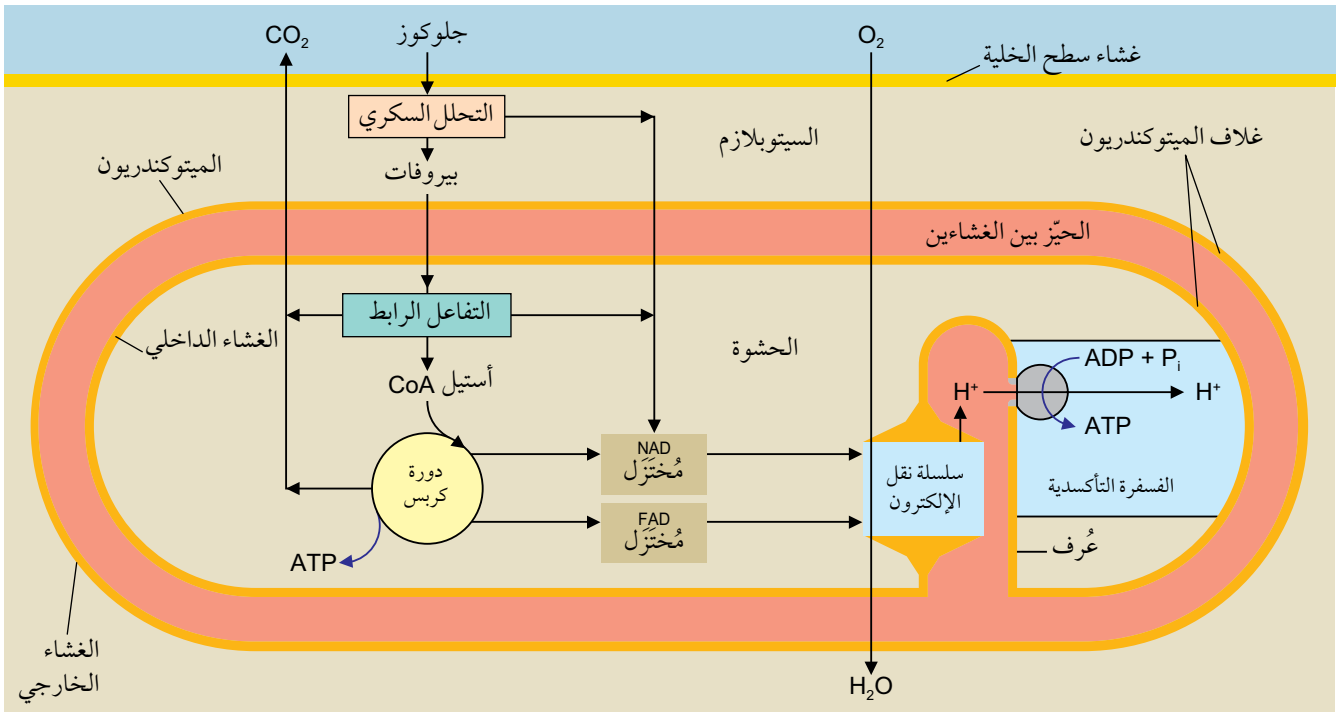 CO₂
جلوكوز
O₂
غشاء سطح الخلية
التحلل السكري
السيتوبلازم
غلاف الميتوكندريون
بيروفات
الميتوكندريون
الحيّز بين الغشاءين
التفاعل الرابط
الغشاء الداخلي
الحشوة
أستيل CoA
ADP + Pᵢ
H⁺
H⁺
ATP
دورة
كربس
NAD
مُختَزَل
سلسلة نقل
الإلكترون
الفسفرة التأكسدية
FAD
مُختَزَل
عُرف
ATP
الغشاء
الخارجي
H₂O